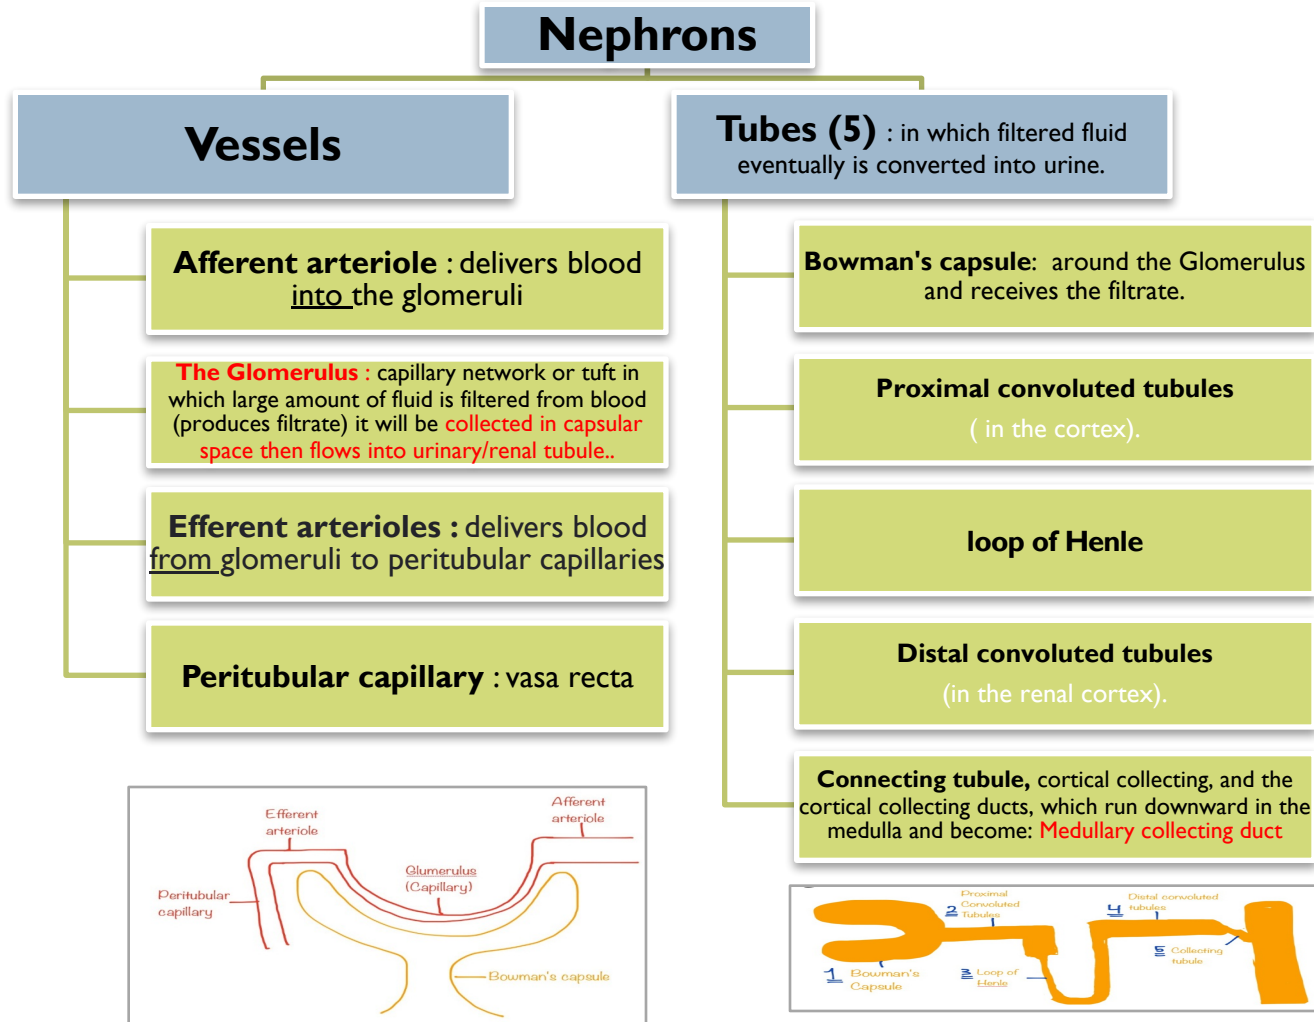 Nephrons
Vessels
Afferent arteriole : delivers blood
into the glomeruli
The Glomerulus : capillary network or tuft in
which large amount of fluid is filtered from blood
(produces filtrate) it will be collected in capsular
space then flows into urinary/renal tubule..
Efferent arterioles : delivers blood
from glomeruli to peritubular capillaries
Peritubular capillary : vasa recta
Tubes (5) : in which filtered fluid
eventually is converted into urine.
Bowman's capsule: around the Glomerulus
and receives the filtrate.
Proximal convoluted tubules
( in the cortex).
loop of Henle
Distal convoluted tubules
(in the renal cortex).
Connecting tubule, cortical collecting, and the
cortical collecting ducts, which run downward in the
medulla and become: Medullary collecting duct
Efferent
arteriole
Afferent
arteriole
Glumerulus
(Capillary)
Peritubular
capillary
Bowman's capsule
1 Bowman's
Capsule
2 Proximal
Convoluted
Tubules
3 Loop of
Henle
4 Distal convoluted
tubules
5 Collecting
tubule